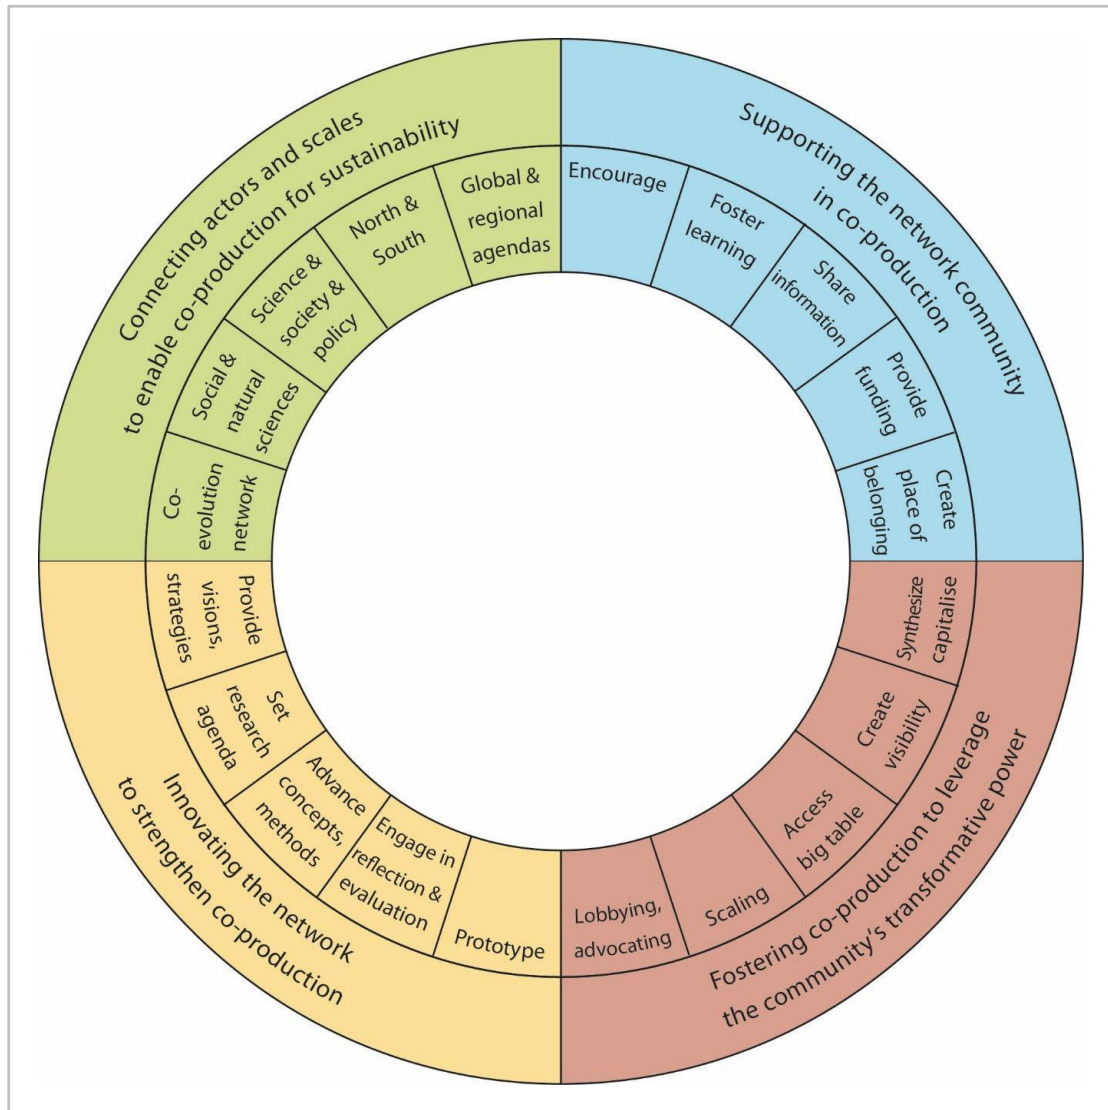 Connecting actors and scales
to enable co-production for sustainability
Co-
evolution
network
Social &
natural
sciences
Science &
society &
policy
North &
South
Global &
regional
agendas
Supporting the network community
in co-production
Encourage
Foster
learning
Share
information
Provide
funding
Create
place of
belonging
Fostering co-production to leverage
the community's transformative power
Synthesize
capitalise
Create
visibility
Access
big table
Scaling
Lobbying,
advocating
Innovating the network
to strengthen co-production
Provide
visions,
strategies
Set
research
agenda
Advance
concepts,
methods
Engage in
reflection &
evaluation
Prototype